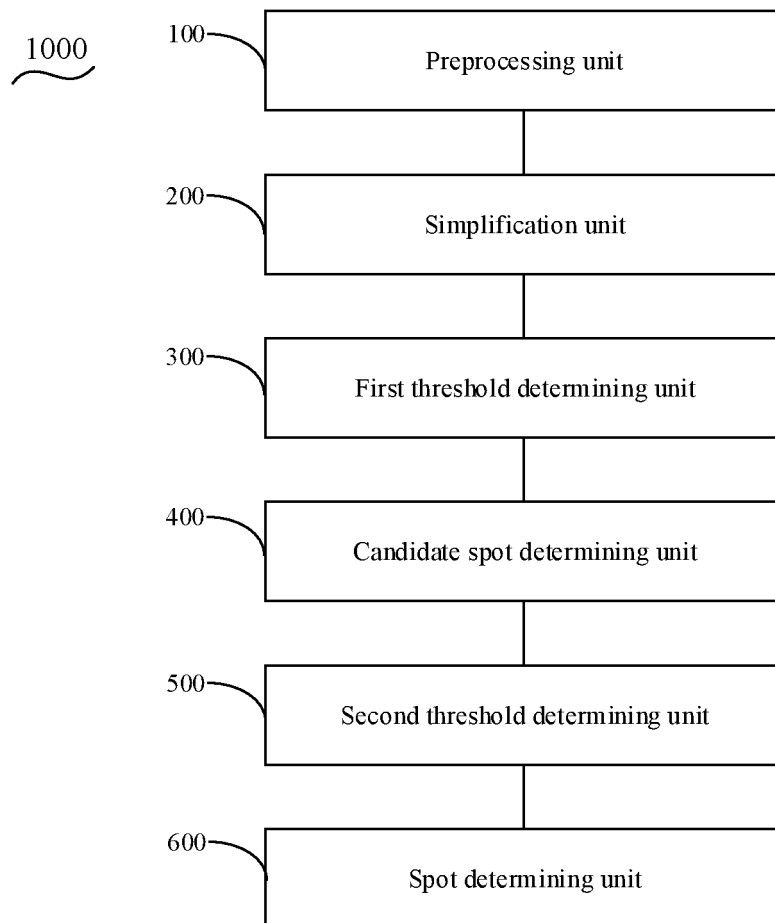 1000
100
Preprocessing unit
200
Simplification unit
300
First threshold determining unit
400
Candidate spot determining unit
500
Second threshold determining unit
600
Spot determining unit